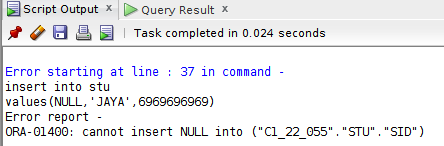 Script Output × Query Result ×
Task completed in 0.024 seconds
Error starting at line : 37 in command -
insert into stu
values(NULL,'JAYA',6969696969)
Error report -
ORA-01400: cannot insert NULL into ("C1_22_055"."STU"."SID")